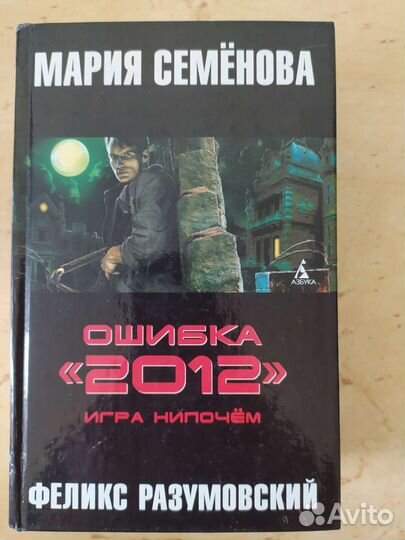 МАРИЯ СЕМЁНОВА
АЗБУКА
ОШИБКА
«2012»
ИГРА НИПОЧЁМ
ФЕЛИКС РАЗУМОВСКИЙ
Avito